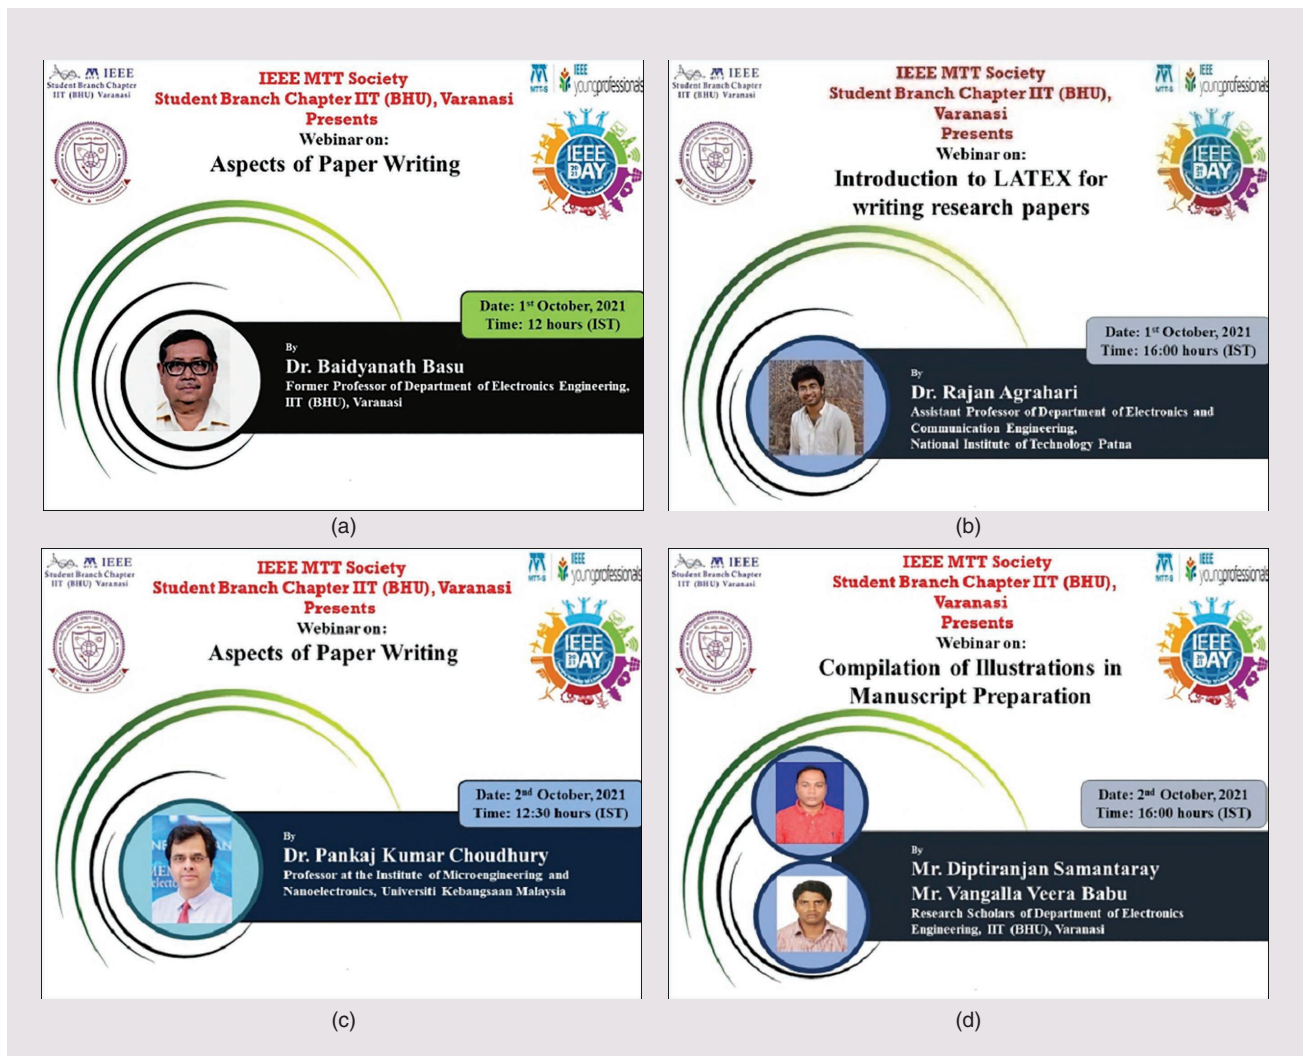 IEEE
Student Branch Chapter
IIT (BHU) Varanasi
IEEE MTT Society
Student Branch Chapter IIT (BHU), Varanasi
Presents
Webinar on:
Aspects of Paper Writing
MTT-S
IEEE
youngprofessionals
IEEE
DAY
Date: 1st October, 2021
Time: 12 hours (IST)
By
Dr. Baidyanath Basu
Former Professor of Department of Electronics Engineering,
IIT (BHU), Varanasi
(a)
IEEE
Student Branch Chapter
IIT (BHU) Varanasi
IEEE MTT Society
Student Branch Chapter IIT (BHU),
Varanasi
Presents
Webinar on:
Introduction to LATEX for
writing research papers
MTT-S
IEEE
youngprofessionals
IEEE
DAY
Date: 1st October, 2021
Time: 16:00 hours (IST)
By
Dr. Rajan Agrahari
Assistant Professor of Department of Electronics and
Communication Engineering,
National Institute of Technology Patna
(b)
IEEE
Student Branch Chapter
IIT (BHU) Varanasi
IEEE MTT Society
Student Branch Chapter IIT (BHU), Varanasi
Presents
Webinar on:
Aspects of Paper Writing
MTT-S
IEEE
youngprofessionals
IEEE
DAY
Date: 2nd October, 2021
Time: 12:30 hours (IST)
By
Dr. Pankaj Kumar Choudhury
Professor at the Institute of Microengineering and
Nanoelectronics, Universiti Kebangsaan Malaysia
(c)
IEEE
Student Branch Chapter
IIT (BHU) Varanasi
IEEE MTT Society
Student Branch Chapter IIT (BHU),
Varanasi
Presents
Webinar on:
Compilation of Illustrations in
Manuscript Preparation
MTT-S
IEEE
youngprofessionals
IEEE
DAY
Date: 2nd October, 2021
Time: 16:00 hours (IST)
By
Mr. Diptiranjan Samantaray
Mr. Vangalla Veera Babu
Research Scholars of Department of Electronics
Engineering, IIT (BHU), Varanasi
(d)